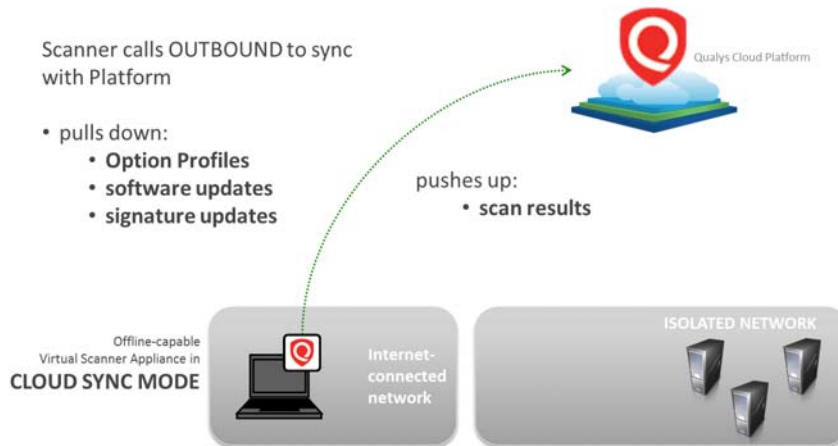 Scanner calls OUTBOUND to sync
with Platform
• pulls down:
• Option Profiles
• software updates
• signature updates
pushes up:
• scan results
Qualys Cloud Platform
Offline-capable
Virtual Scanner Appliance in
CLOUD SYNC MODE
Internet-
connected
network
ISOLATED NETWORK